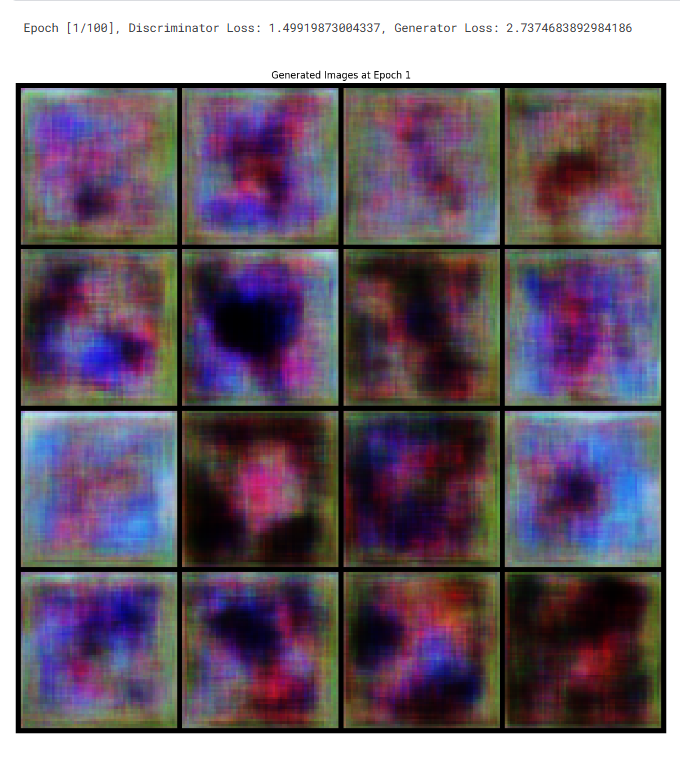 Epoch [1/100], Discriminator Loss: 1.49919873004337, Generator Loss: 2.7374683892984186
Generated Images at Epoch 1